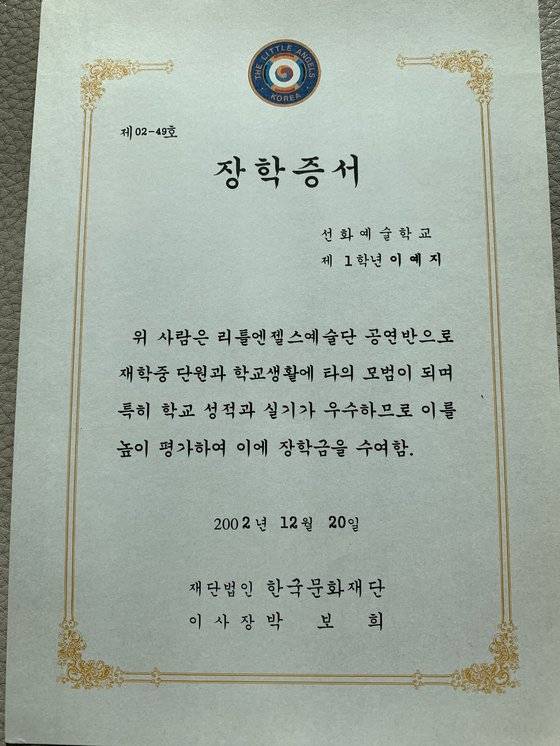 THE LITTLE ANGELS
KOREA
제02-49호
장학증서
선화예술학교
제 1학년 이예지
위 사람은 리틀엔젤스예술단 공연반으로
재학중 단원과 학교생활에 타의 모범이 되며
특히 학교 성적과 실기가 우수하므로 이를
높이 평가하여 이에 장학금을 수여함.
2002년 12월 20일
재단법인 한국문화재단
이사장 박 보 희